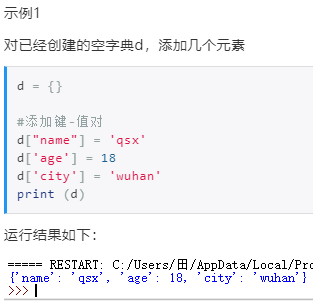 示例1
对已经创建的空字典d，添加几个元素
d = {}
#添加键-值对
d["name"] = 'qsx'
d['age'] = 18
d['city'] = 'wuhan'
print (d)
运行结果如下：
===== RESTART: C:/Users/田/AppData/Local/Pro
{'name': 'qsx', 'age': 18, 'city': 'wuhan'}
>>>